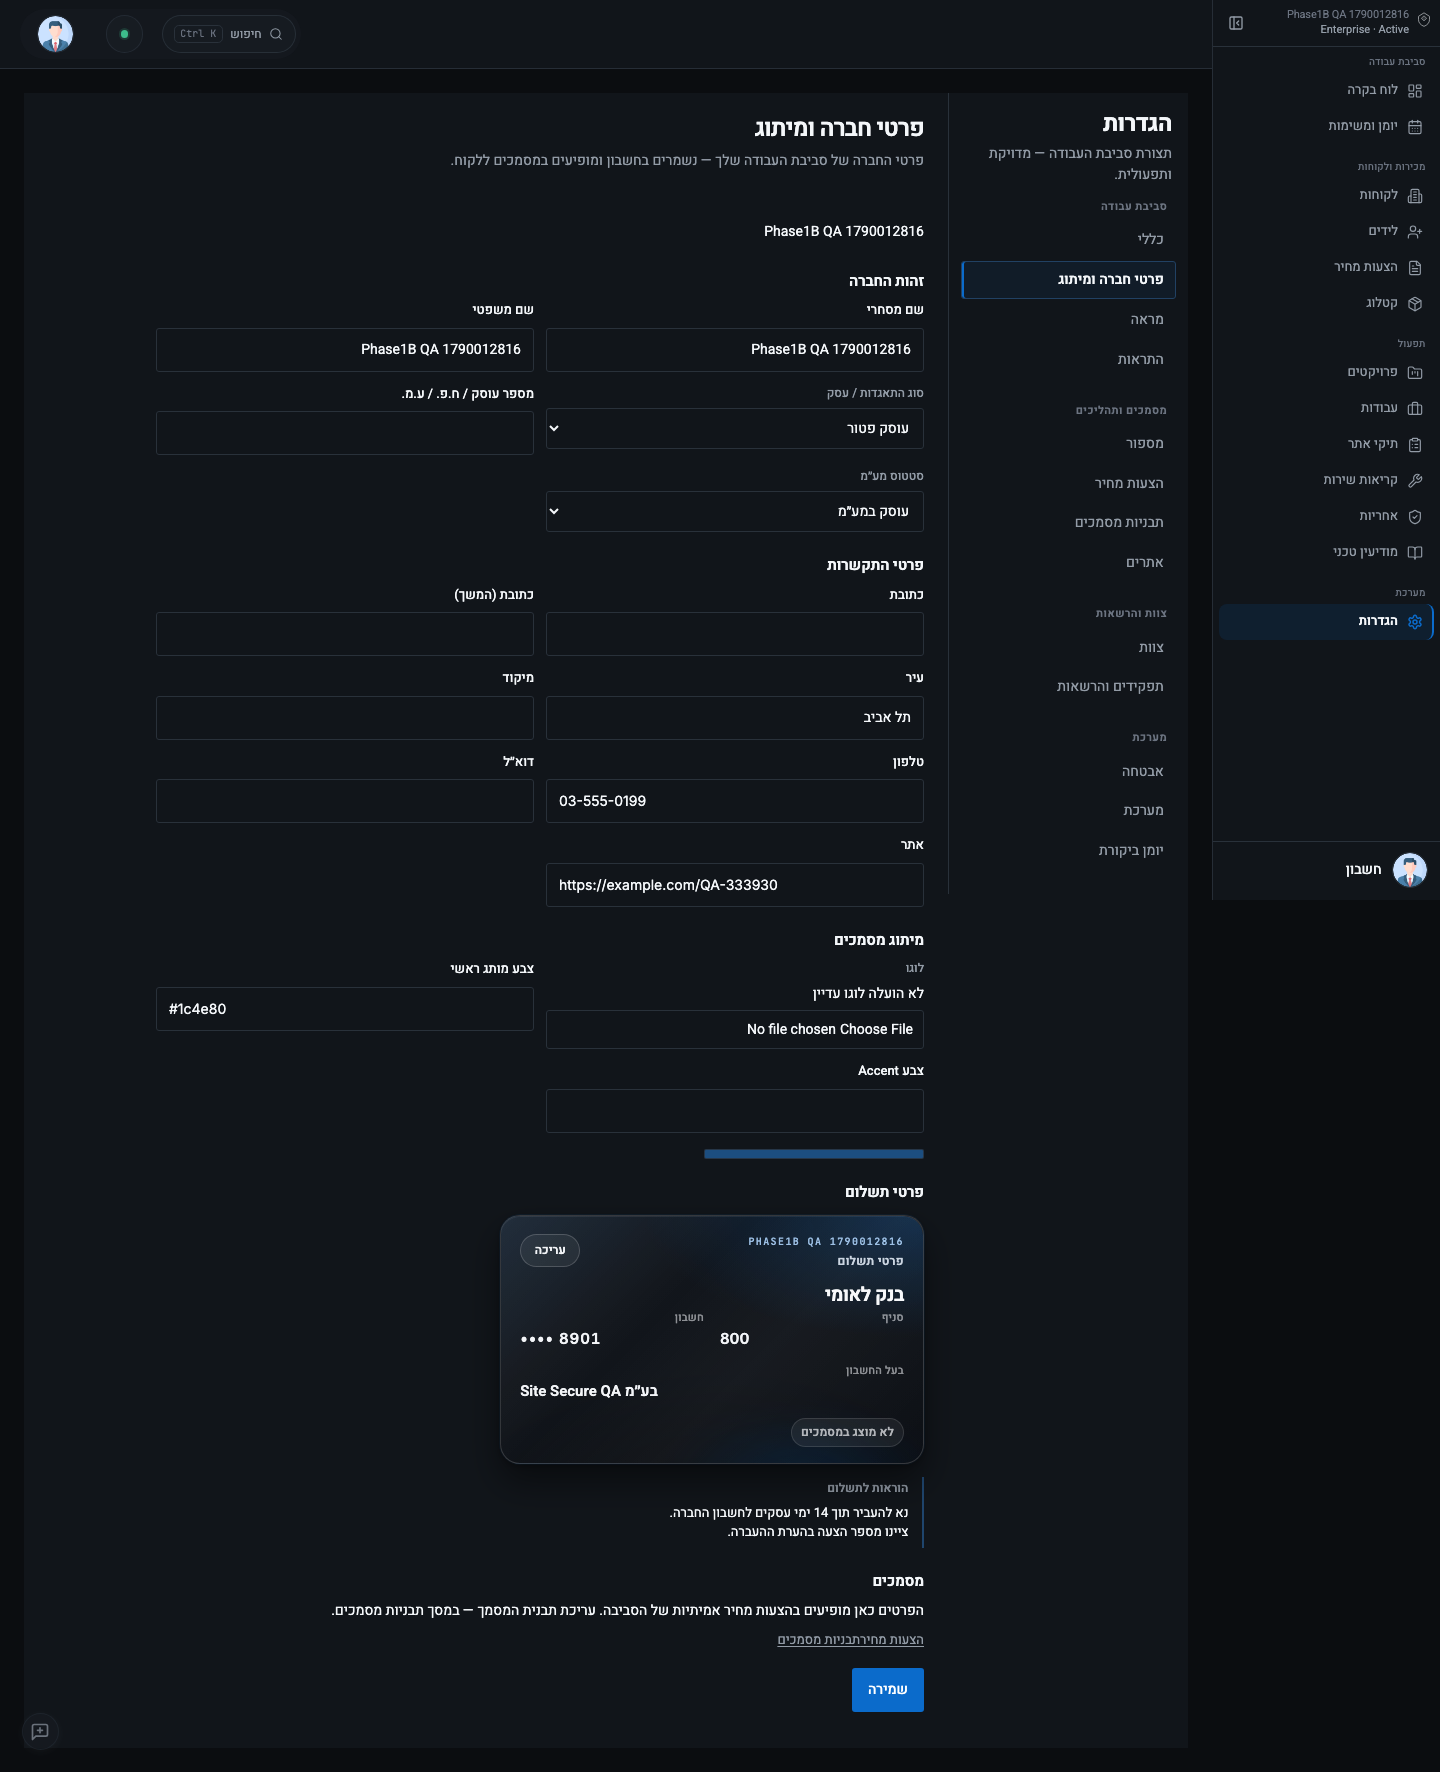 Phase1B QA 1790012816
Enterprise · Active
חיפוש
Ctrl K
סביבת עבודה
לוח בקרה
יומן ומשימות
מכירות ולקוחות
לקוחות
לידים
הצעות מחיר
קטלוג
תפעול
פרויקטים
עבודות
תיקי אתר
קריאות שירות
אחריות
מודיעין טכני
מערכת
הגדרות
חשבון
הגדרות
תצורת סביבת העבודה — מדויקת
ותפעולית.
סביבת עבודה
כללי
פרטי חברה ומיתוג
מראה
התראות
מסמכים ותהליכים
מספור
הצעות מחיר
תבניות מסמכים
אתרים
צוות והרשאות
צוות
תפקידים והרשאות
מערכת
אבטחה
מערכת
יומן ביקורת
פרטי חברה ומיתוג
פרטי החברה של סביבת העבודה שלך — נשמרים בחשבון ומופיעים במסמכים ללקוח.
Phase1B QA 1790012816
זהות החברה
שם מסחרי
Phase1B QA 1790012816
שם משפטי
Phase1B QA 1790012816
סוג התאגדות / עסק
עוסק פטור
מספר עוסק / ח.פ. / ע.מ.
סטטוס מע״מ
עוסק במע״מ
פרטי התקשרות
כתובת
כתובת (המשך)
עיר
תל אביב
מיקוד
טלפון
03-555-0199
דוא״ל
אתר
https://example.com/QA-333930
מיתוג מסמכים
לוגו
לא הועלה לוגו עדיין
No file chosen Choose File
צבע מותג ראשי
#1c4e80
צבע Accent
פרטי תשלום
PHASE1B QA 1790012816
פרטי תשלום
עריכה
בנק לאומי
סניף
800
חשבון
•••• 8901
בעל החשבון
Site Secure QA בע״מ
לא מוצג במסמכים
הוראות לתשלום
נא להעביר תוך 14 ימי עסקים לחשבון החברה.
ציינו מספר הצעה בהערת ההעברה.
מסמכים
הפרטים כאן מופיעים בהצעות מחיר אמיתיות של הסביבה. עריכת תבנית המסמך — במסך תבניות מסמכים.
הצעות מחירתבניות מסמכים
שמירה